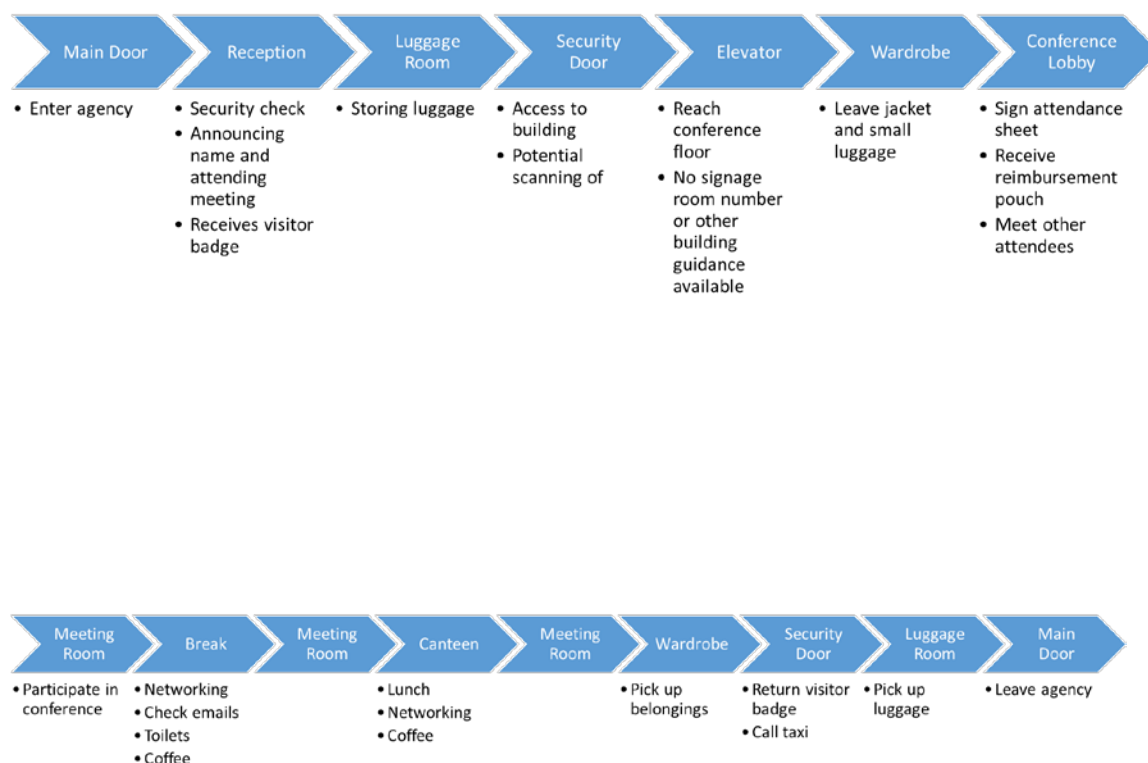 Main Door
Reception
Luggage
Room
Security
Door
Elevator
Wardrobe
Conference
Lobby
• Enter agency
• Security check
• Announcing
name and
attending
meeting
• Receives visitor
badge
• Storing luggage
• Access to
building
• Potential
scanning of
• Reach
conference
floor
• No signage
room number
or other
building
guidance
available
• Leave jacket
and small
luggage
• Sign attendance
sheet
• Receive
reimbursement
pouch
• Meet other
attendees
Meeting
Room
Break
Meeting
Room
Canteen
Meeting
Room
Wardrobe
Security
Door
Luggage
Room
Main
Door
• Participate in
conference
• Networking
• Check emails
• Toilets
• Coffee
• Lunch
• Networking
• Coffee
• Pick up
belongings
• Return visitor
badge
• Call taxi
• Pick up
luggage
• Leave agency